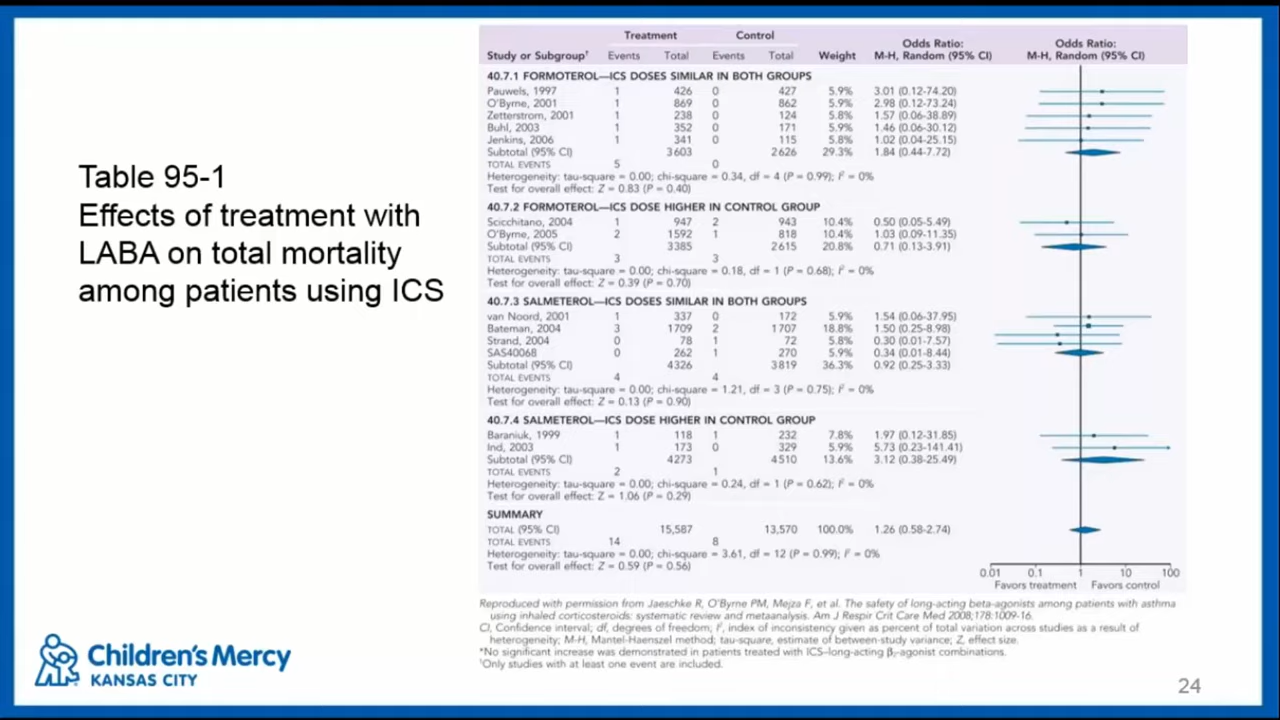 Table 95-1
Effects of treatment with
LABA on total mortality
among patients using ICS
Treatment Control Odds Ratio: Odds Ratio:
Study or Subgroup† Events Total Events Total Weight M-H, Random (95% CI) M-H, Random (95% CI)
40.7.1 FORMOTEROL—ICS DOSES SIMILAR IN BOTH GROUPS
Pauwels, 1997 1 426 0 427 5.9% 3.01 (0.12-74.20)
O'Byrne, 2001 1 869 0 862 5.9% 2.98 (0.12-73.24)
Zetterstrom, 2001 1 238 0 124 5.8% 1.57 (0.06-38.89)
Buhl, 2003 1 352 0 171 5.9% 1.46 (0.06-30.12)
Jenkins, 2006 1 341 0 115 5.8% 1.02 (0.04-25.15)
Subtotal (95% CI) 3603 2626 29.3% 1.84 (0.44-7.72)
TOTAL EVENTS 5 0
Heterogeneity: tau-square = 0.00; chi-square = 0.34, df = 4 (P = 0.99); I² = 0%
Test for overall effect: Z = 0.83 (P = 0.40)
40.7.2 FORMOTEROL—ICS DOSE HIGHER IN CONTROL GROUP
Scicchitano, 2004 1 947 2 943 10.4% 0.50 (0.05-5.49)
O'Byrne, 2005 2 1592 1 818 10.4% 1.03 (0.09-11.35)
Subtotal (95% CI) 3385 2615 20.8% 0.71 (0.13-3.91)
TOTAL EVENTS 3 3
Heterogeneity: tau-square = 0.00; chi-square = 0.18, df = 1 (P = 0.68); I² = 0%
Test for overall effect: Z = 0.39 (P = 0.70)
40.7.3 SALMETEROL—ICS DOSES SIMILAR IN BOTH GROUPS
van Noord, 2001 1 337 0 172 5.9% 1.54 (0.06-37.95)
Bateman, 2004 3 1709 2 1707 18.8% 1.50 (0.25-8.98)
Strand, 2004 0 78 1 72 5.8% 0.30 (0.01-7.57)
SAS40068 0 262 1 270 5.9% 0.34 (0.01-8.44)
Subtotal (95% CI) 4326 3819 36.3% 0.92 (0.25-3.33)
TOTAL EVENTS 4 4
Heterogeneity: tau-square = 0.00; chi-square = 1.21, df = 3 (P = 0.75); I² = 0%
Test for overall effect: Z = 0.13 (P = 0.90)
40.7.4 SALMETEROL—ICS DOSE HIGHER IN CONTROL GROUP
Baraniuk, 1999 1 118 1 232 7.8% 1.97 (0.12-31.85)
Ind, 2003 1 173 0 329 5.9% 5.73 (0.23-141.41)
Subtotal (95% CI) 4273 4510 13.6% 3.12 (0.38-25.49)
TOTAL EVENTS 2 1
Heterogeneity: tau-square = 0.00; chi-square = 0.24, df = 1 (P = 0.62); I² = 0%
Test for overall effect: Z = 1.06 (P = 0.29)
SUMMARY
TOTAL (95% CI) 15,587 13,570 100.0% 1.26 (0.58-2.74)
TOTAL EVENTS 14 8
Heterogeneity: tau-square = 0.00; chi-square = 3.61, df = 12 (P = 0.99); I² = 0%
Test for overall effect: Z = 0.59 (P = 0.56)
0.01 0.1 1 10 100
Favors treatment Favors control
Reproduced with permission from Jaeschke R, O'Byrne PM, Mejza F, et al. The safety of long-acting beta-agonists among patients with asthma
using inhaled corticosteroids: systematic review and metaanalysis. Am J Respir Crit Care Med 2008;178:1009-16.
CI, Confidence interval; df, degrees of freedom; I², index of inconsistency given as percent of total variation across studies as a result of
heterogeneity; M-H, Mantel-Haenszel method; tau-square, estimate of between-study variance; Z, effect size.
*No significant increase was demonstrated in patients treated with ICS–long-acting β₂-agonist combinations.
†Only studies with at least one event are included.
Children's Mercy
KANSAS CITY
24